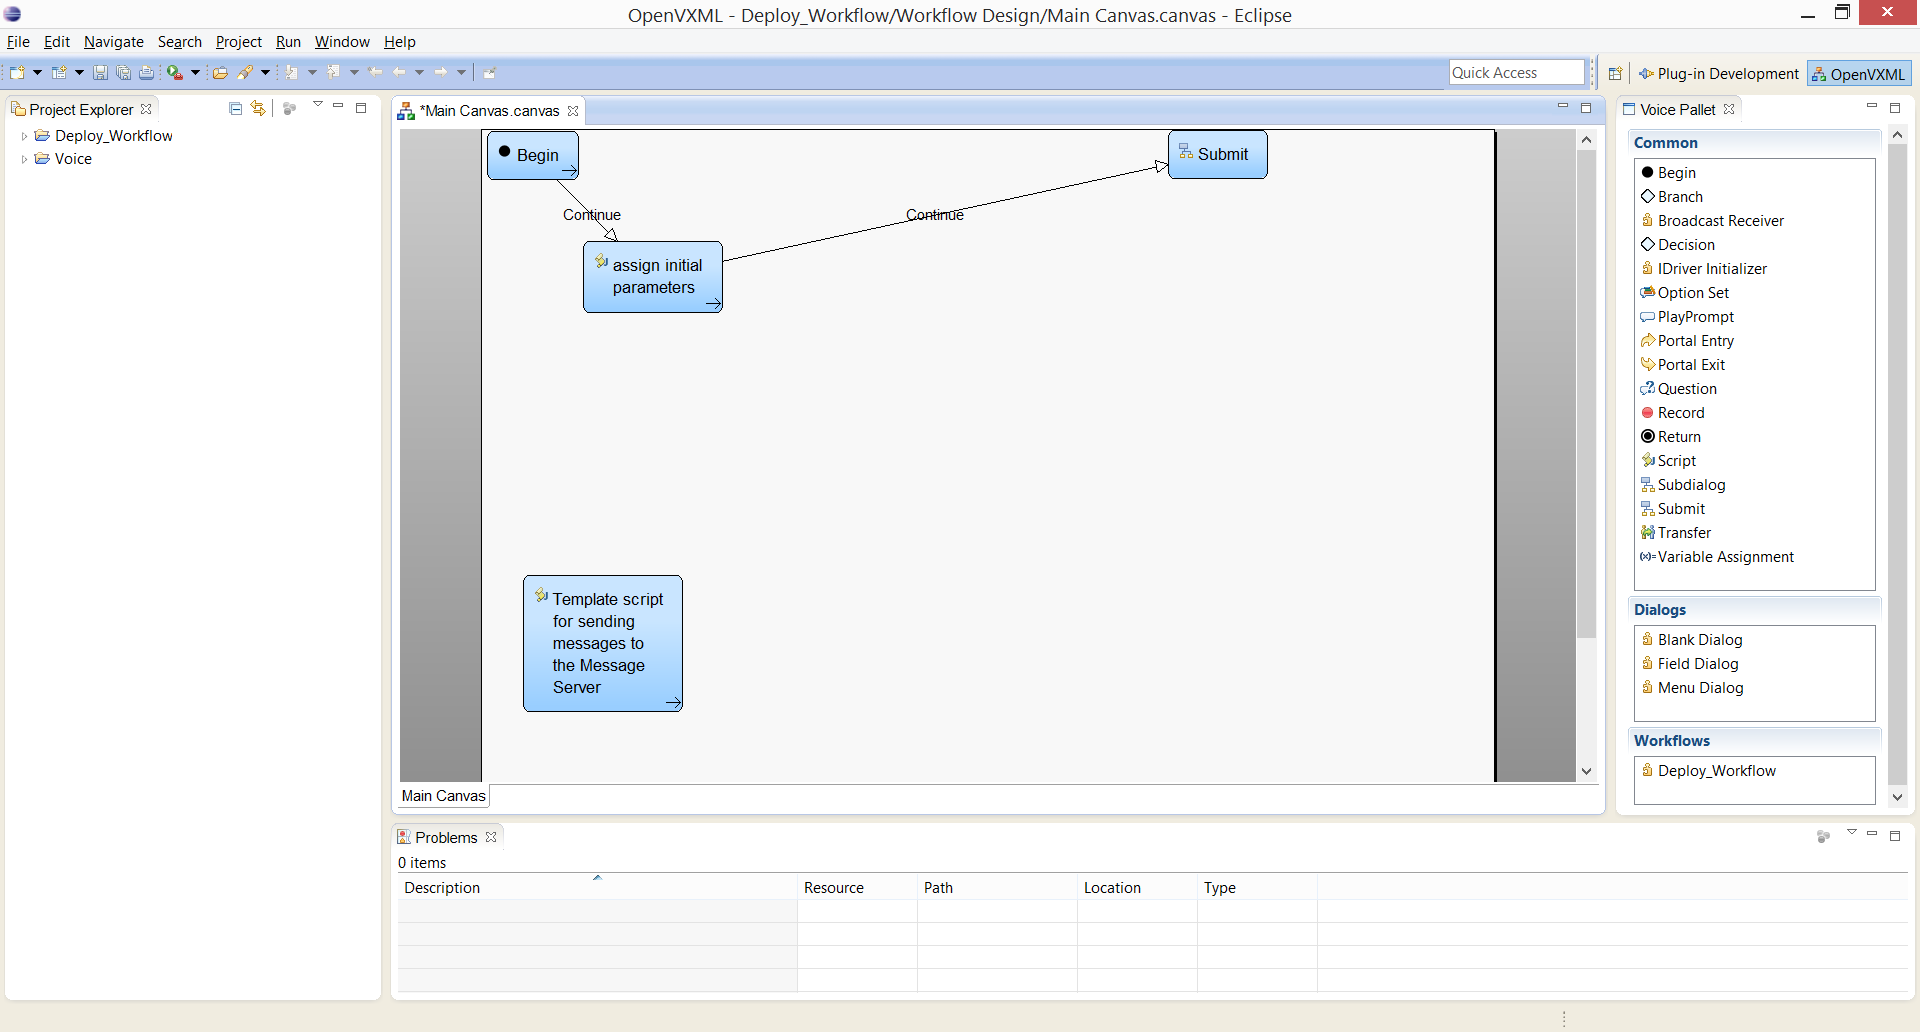 OpenVXML - Deploy_Workflow/Workflow Design/Main Canvas.canvas - Eclipse
File Edit Navigate Search Project Run Window Help
Quick Access
Plug-in Development
OpenVXML
Project Explorer
Deploy_Workflow
Voice
*Main Canvas.canvas
Begin
Submit
Continue
Continue
assign initial
parameters
Template script
for sending
messages to
the Message
Server
Main Canvas
Voice Pallet
Common
Begin
Branch
Broadcast Receiver
Decision
IDriver Initializer
Option Set
PlayPrompt
Portal Entry
Portal Exit
Question
Record
Return
Script
Subdialog
Submit
Transfer
(x)= Variable Assignment
Dialogs
Blank Dialog
Field Dialog
Menu Dialog
Workflows
Deploy_Workflow
Problems
0 items
Description Resource Path Location Type